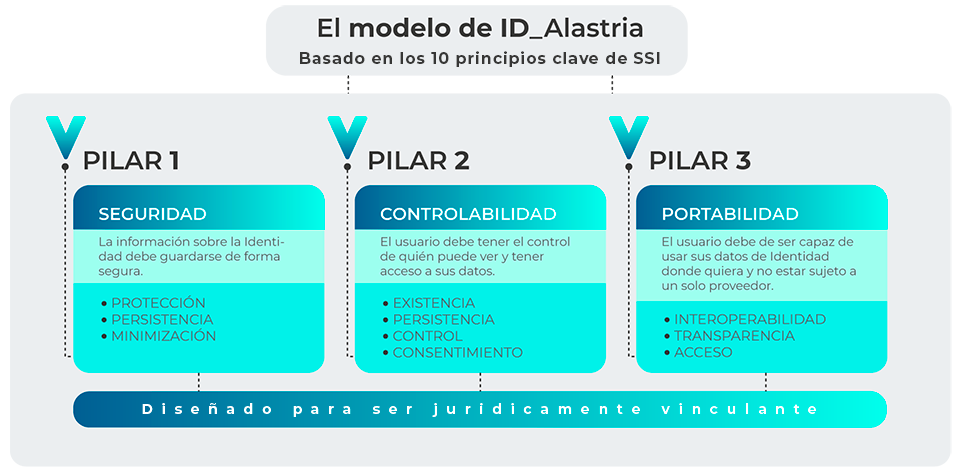 El modelo de ID_Alastria
Basado en los 10 principios clave de SSI
PILAR 1
SEGURIDAD
La información sobre la Identi-
dad debe guardarse de forma
segura.
• PROTECCIÓN
• PERSISTENCIA
• MINIMIZACIÓN
PILAR 2
CONTROLABILIDAD
El usuario debe tener el control
de quién puede ver y tener
acceso a sus datos.
• EXISTENCIA
• PERSISTENCIA
• CONTROL
• CONSENTIMIENTO
PILAR 3
PORTABILIDAD
El usuario debe de ser capaz de
usar sus datos de Identidad
donde quiera y no estar sujeto a
un solo proveedor.
• INTEROPERABILIDAD
• TRANSPARENCIA
• ACCESO
Diseñado para ser jurídicamente vinculante